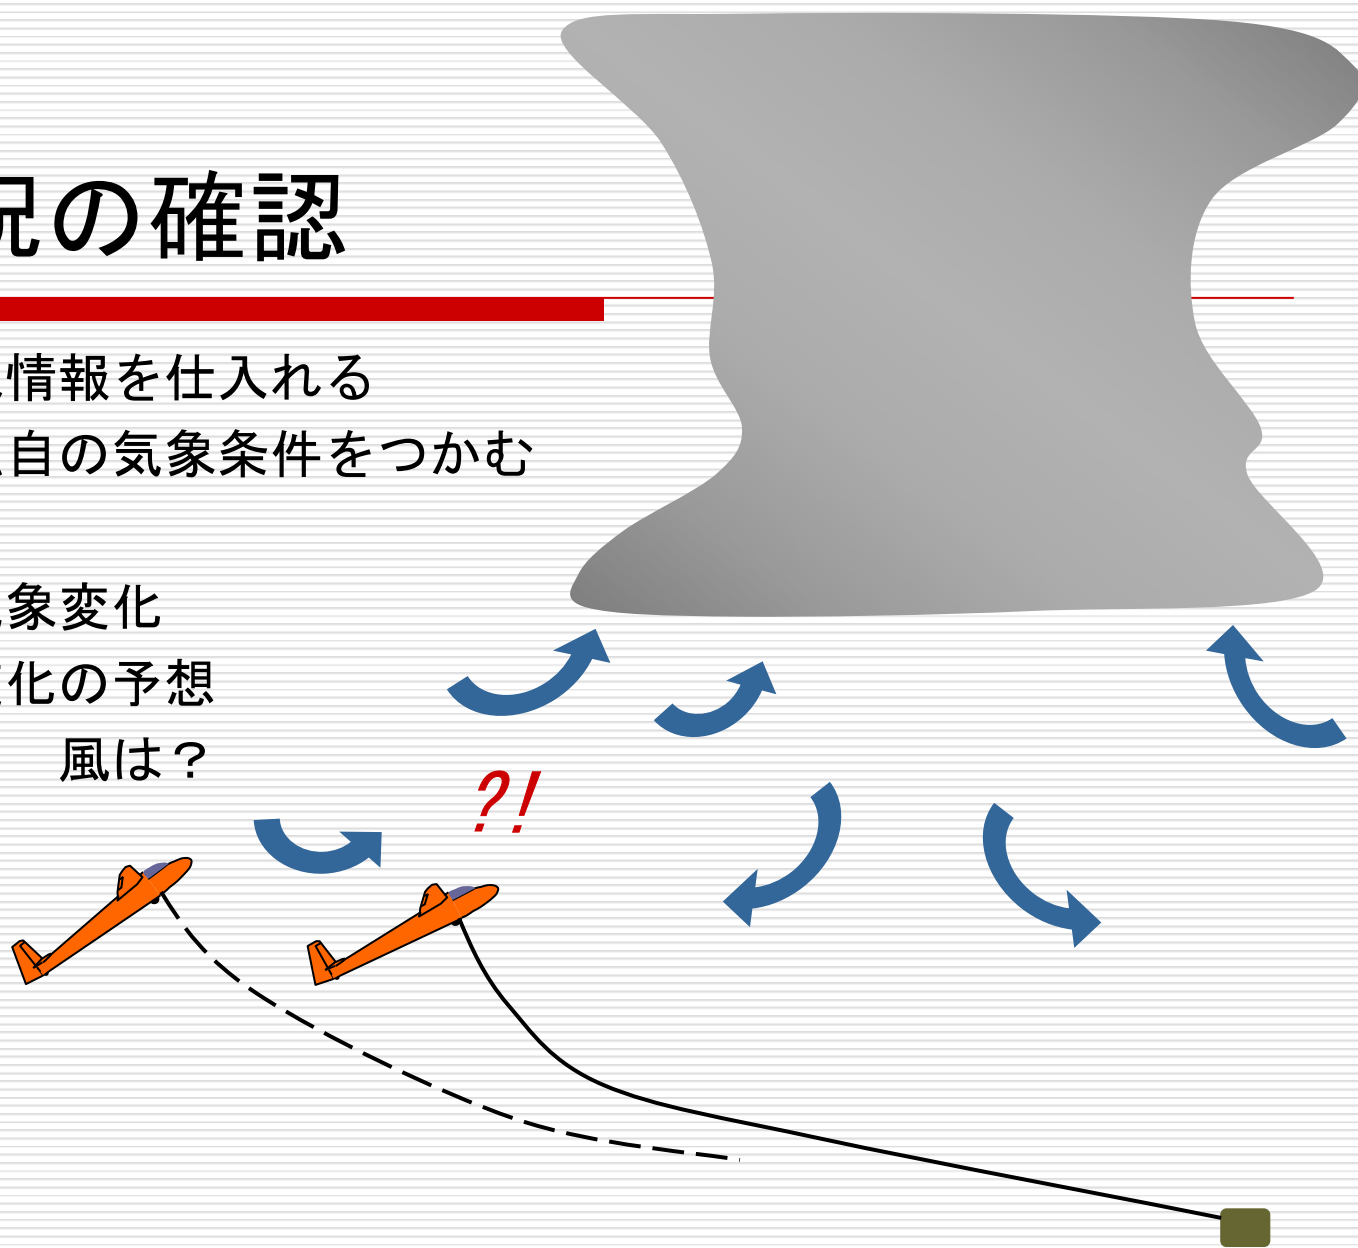 況の確認
情報を仕入れる
自の気象条件をつかむ
象変化
化の予想
風は？
?!